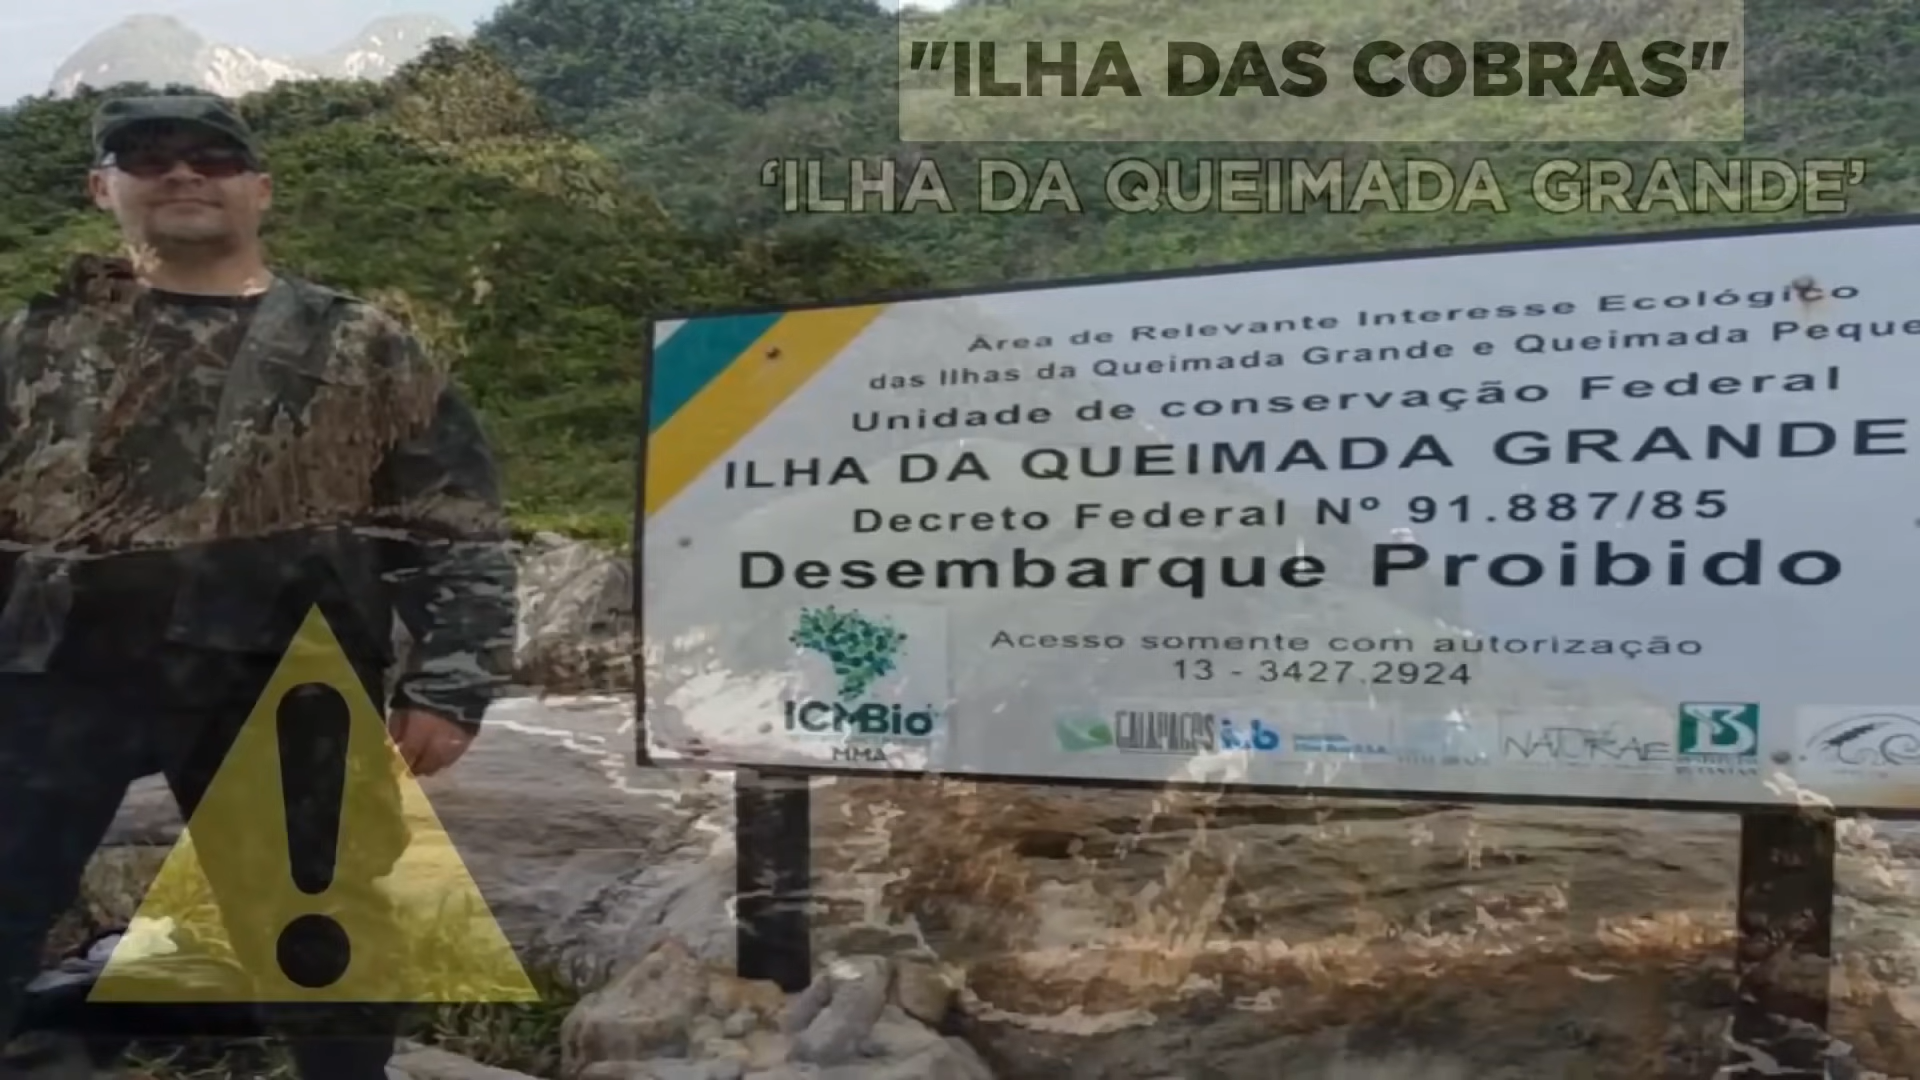 "ILHA DAS COBRAS"
‘ILHA DA QUEIMADA GRANDE’
Área de Relevante Interesse Ecológico
das Ilhas da Queimada Grande e Queimada Peque
Unidade de conservação Federal
ILHA DA QUEIMADA GRANDE
Decreto Federal Nº 91.887/85
Desembarque Proibido
Acesso somente com autorização
13 - 3427.2924
ICMBio
MMA
NATURAE